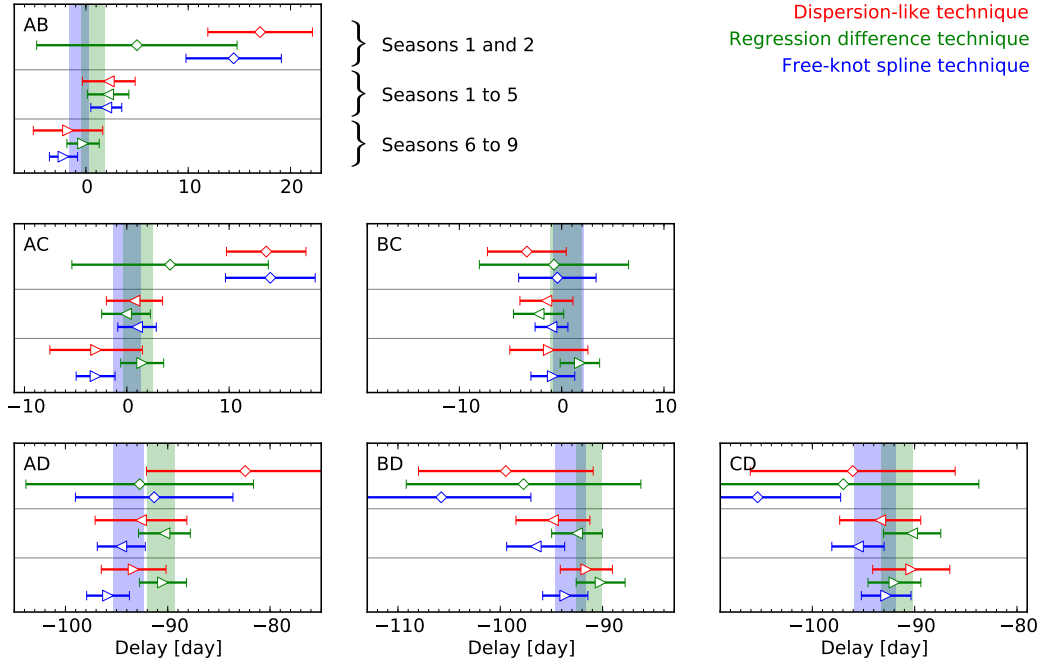 AB
Seasons 1 and 2
Seasons 1 to 5
Seasons 6 to 9
Dispersion-like technique
Regression difference technique
Free-knot spline technique
0 10 20
AC
−10 0 10
BC
−10 0 10
AD
−100 −90 −80
Delay [day]
BD
−110 −100 −90
Delay [day]
CD
−100 −90 −80
Delay [day]